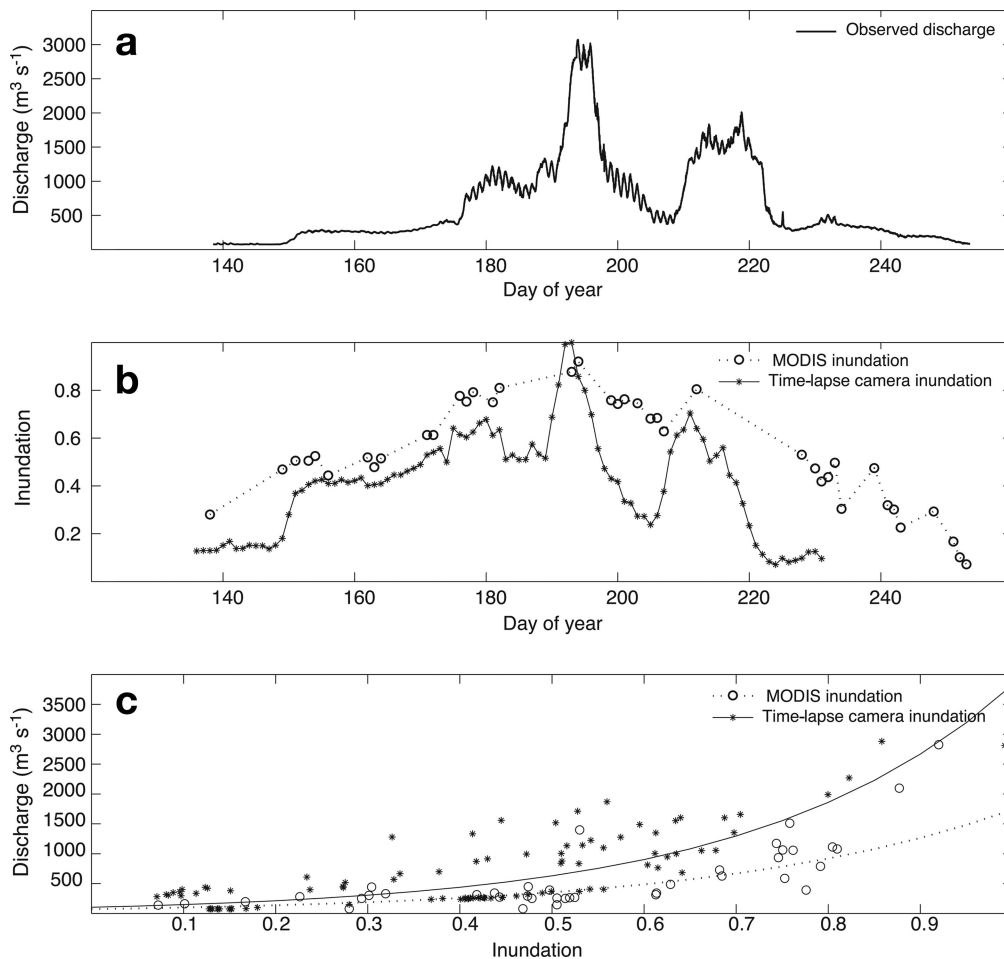 a
Observed discharge
3000
2500
2000
1500
1000
500
Discharge (m³ s⁻¹)
140 160 180 200 220 240
Day of year
b
MODIS inundation
Time-lapse camera inundation
0.8
0.6
0.4
0.2
Inundation
140 160 180 200 220 240
Day of year
c
MODIS inundation
Time-lapse camera inundation
3500
3000
2500
2000
1500
1000
500
Discharge (m³ s⁻¹)
0.1 0.2 0.3 0.4 0.5 0.6 0.7 0.8 0.9
Inundation